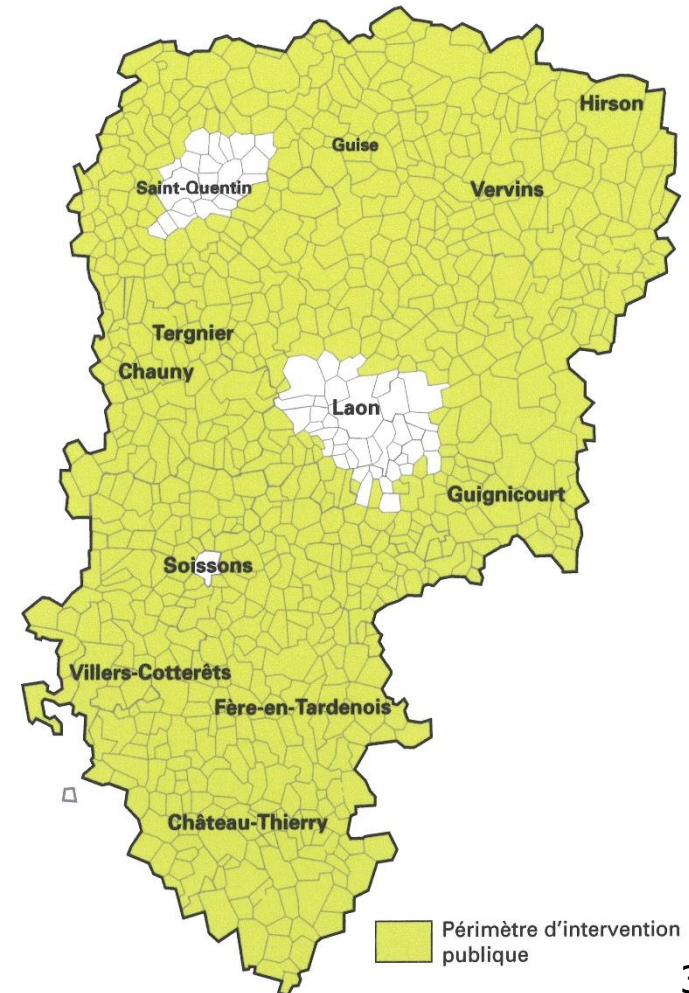 Hirson
Guise
Saint-Quentin
Vervins
Tergnier
Chauny
Laon
Guignicourt
Soissons
Villers-Cotterêts
Fère-en-Tardenois
Château-Thierry
Périmètre d'intervention
publique